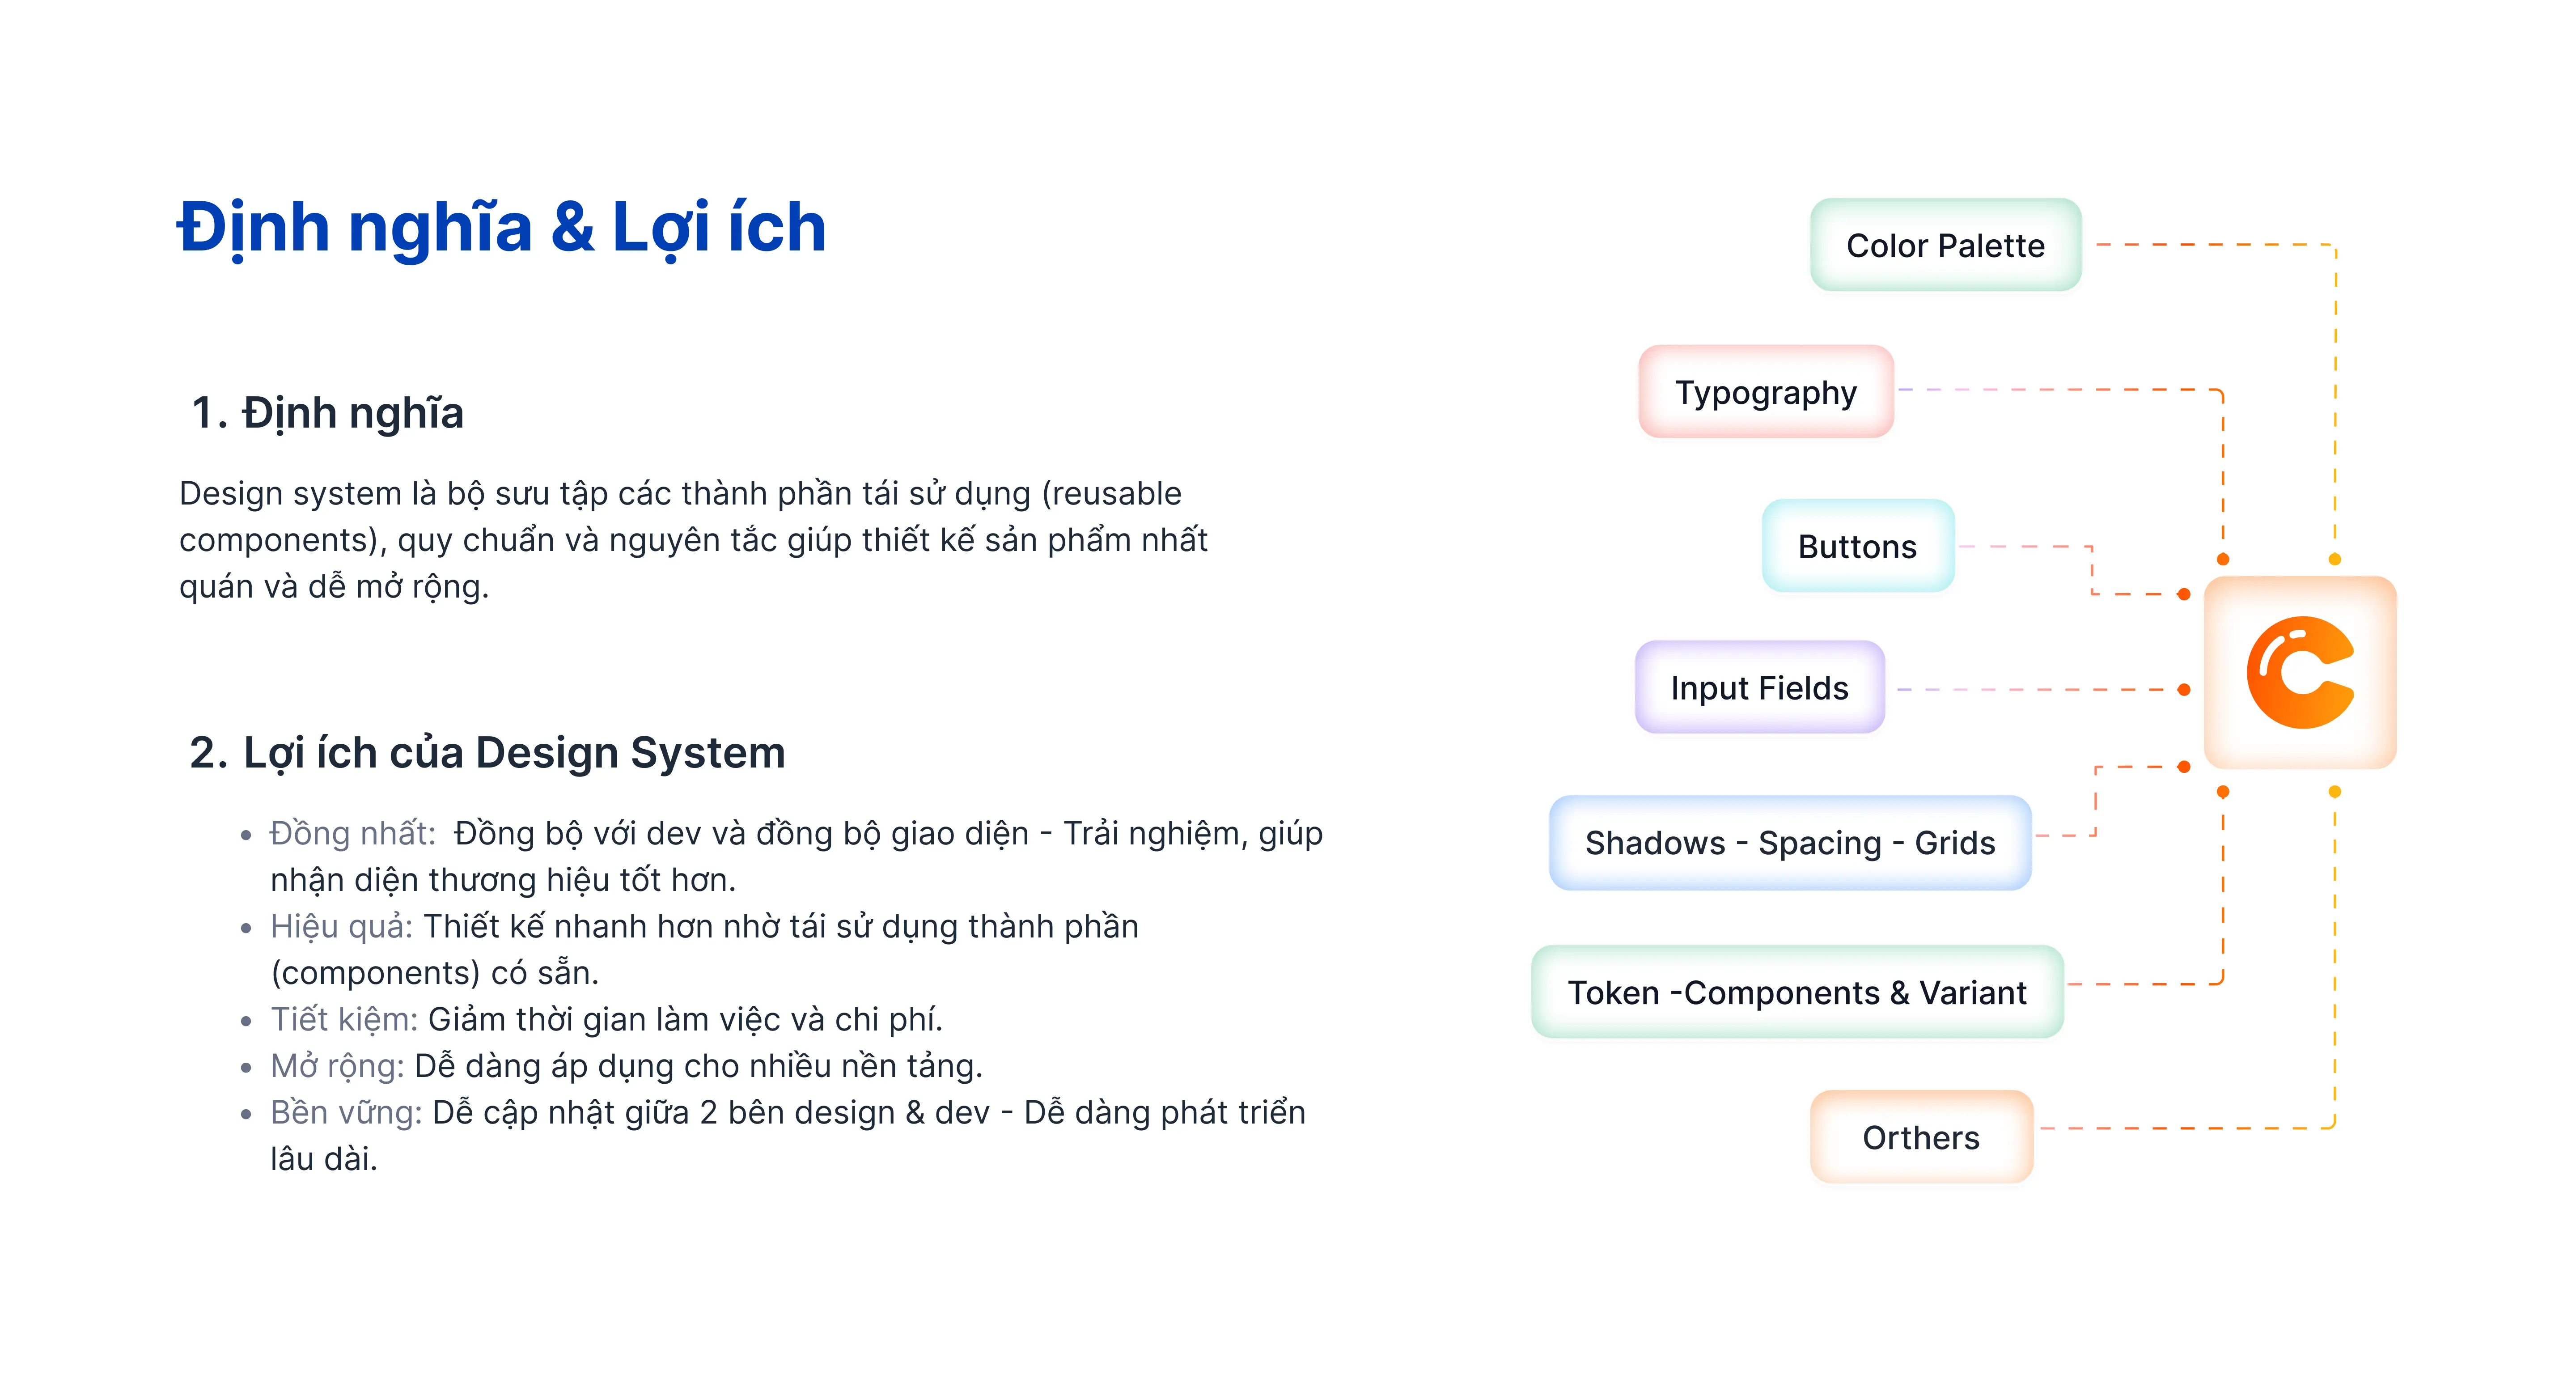 Định nghĩa & Lợi ích
1. Định nghĩa
Design system là bộ sưu tập các thành phần tái sử dụng (reusable
components), quy chuẩn và nguyên tắc giúp thiết kế sản phẩm nhất
quán và dễ mở rộng.
2. Lợi ích của Design System
• Đồng nhất:  Đồng bộ với dev và đồng bộ giao diện - Trải nghiệm, giúp
nhận diện thương hiệu tốt hơn.
• Hiệu quả: Thiết kế nhanh hơn nhờ tái sử dụng thành phần
(components) có sẵn.
• Tiết kiệm: Giảm thời gian làm việc và chi phí.
• Mở rộng: Dễ dàng áp dụng cho nhiều nền tảng.
• Bền vững: Dễ cập nhật giữa 2 bên design & dev - Dễ dàng phát triển
lâu dài.
Color Palette
Typography
Buttons
Input Fields
Shadows - Spacing - Grids
Token -Components & Variant
Orthers
C